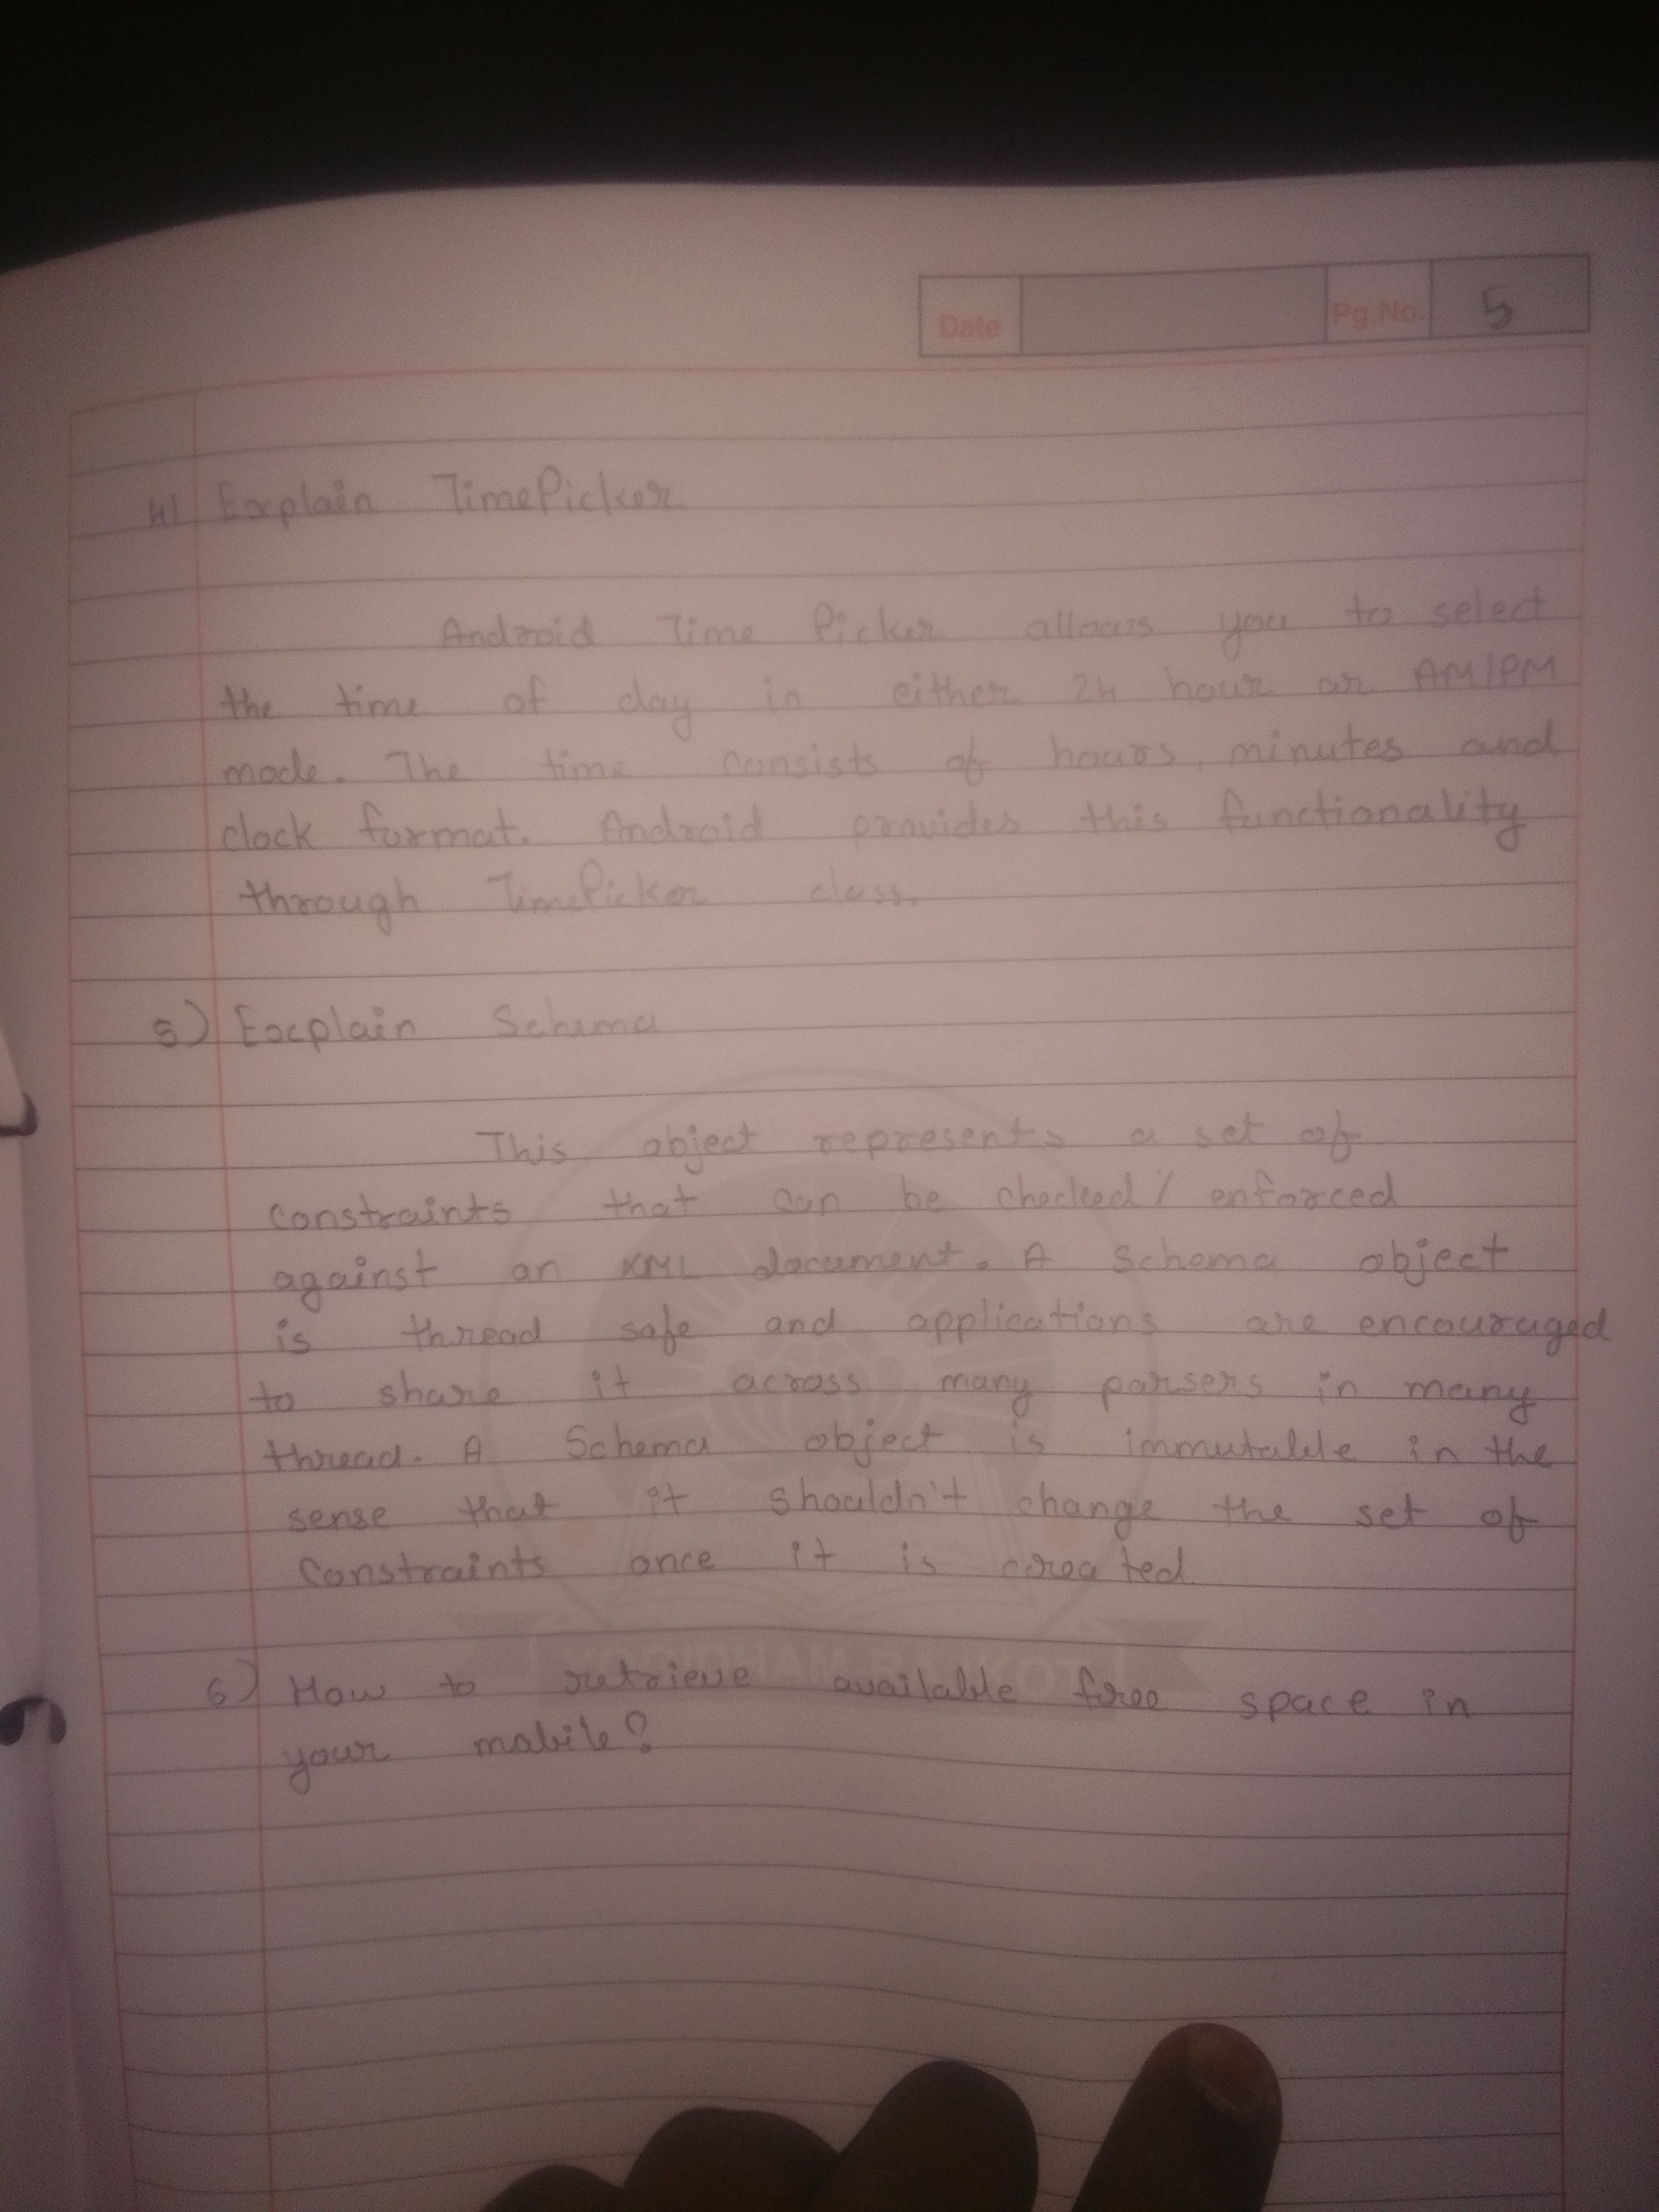 Date Pg.No. 5
4) Explain TimePicker
Android Time Picker allows you to select
the time of day in either 24 hour or AM/PM
mode. The time consists of hours, minutes and
clock format. Android provides this functionality
through TimePicker class.
5) Explain Schema
This object represents a set of
constraints that can be checked / enforced
against an XML document. A Schema object
is thread safe and applications are encouraged
to share it across many parsers in many
thread. A Schema object is immutable in the
sense that it shouldn't change the set of
Constraints once it is created
6) How to retrieve available free space in
your mobile?